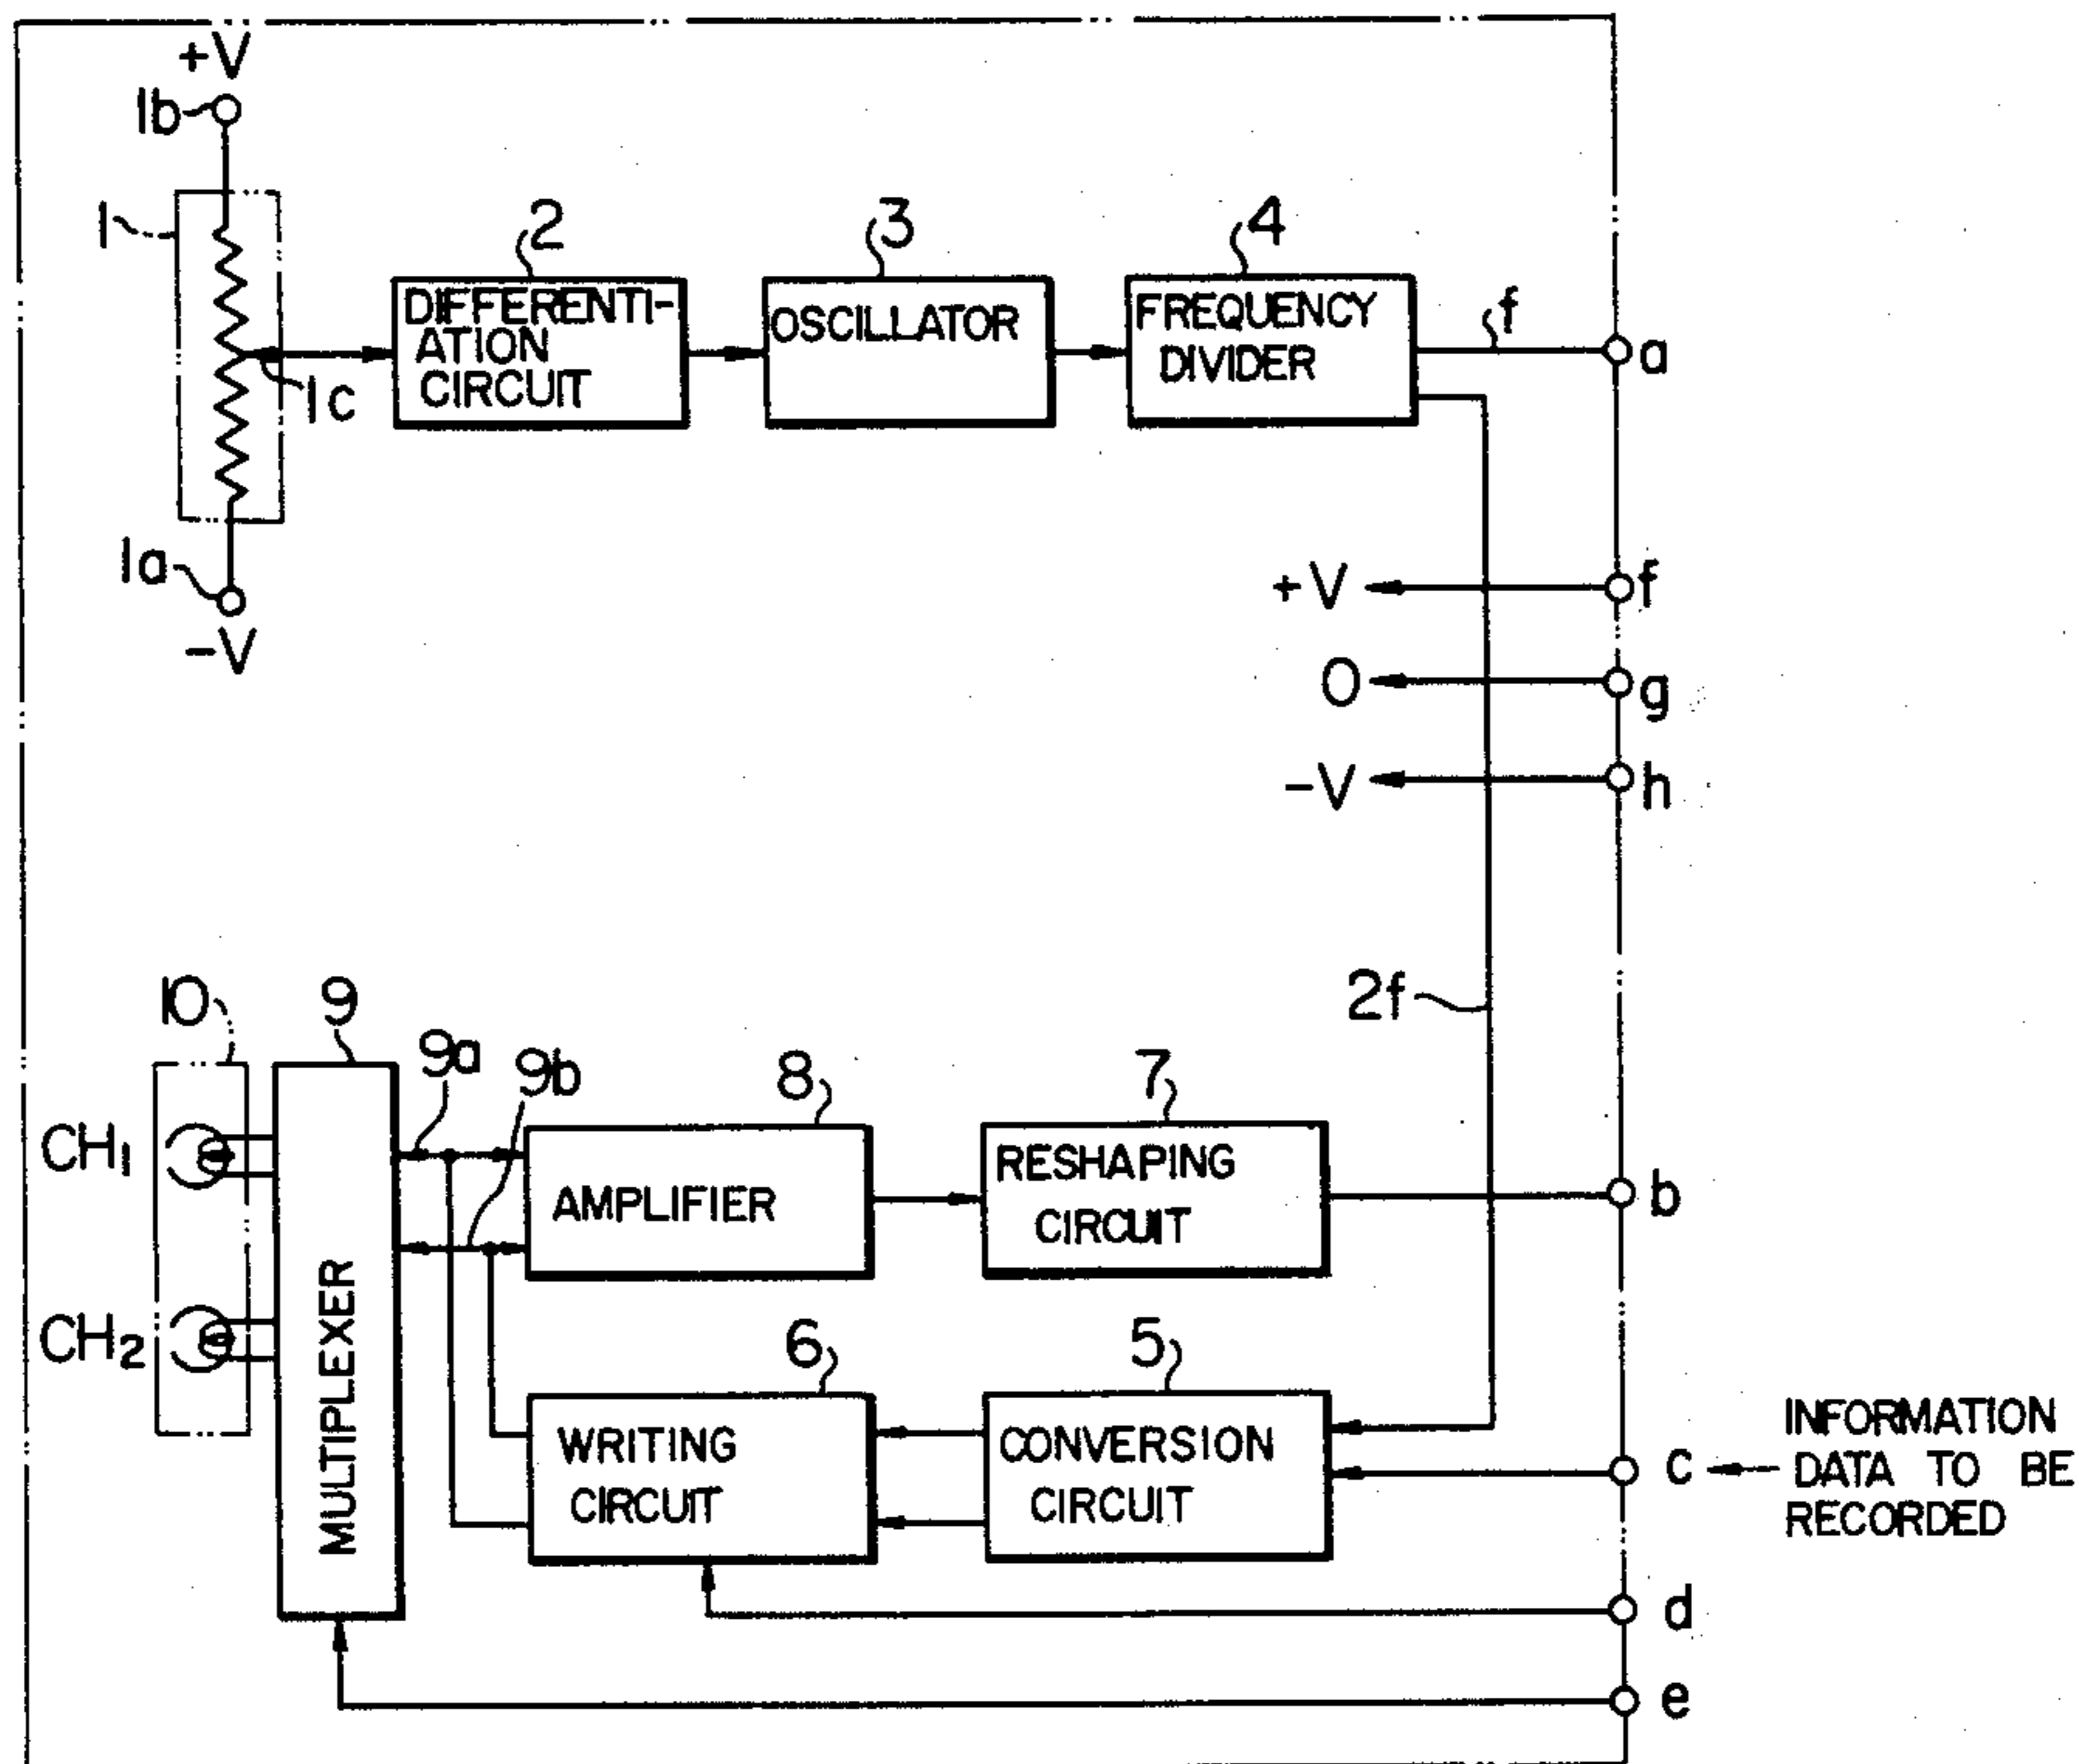 +V
1b
1
1c
1a
-V
2
DIFFERENTI-
ATION
CIRCUIT
3
OSCILLATOR
4
FREQUENCY
DIVIDER
f
a
+V
f
O
g
-V
h
2f
10
9
9a
9b
CH1
CH2
MULTIPLEXER
8
AMPLIFIER
7
RESHAPING
CIRCUIT
b
6
WRITING
CIRCUIT
5
CONVERSION
CIRCUIT
c
INFORMATION
DATA TO BE
RECORDED
d
e